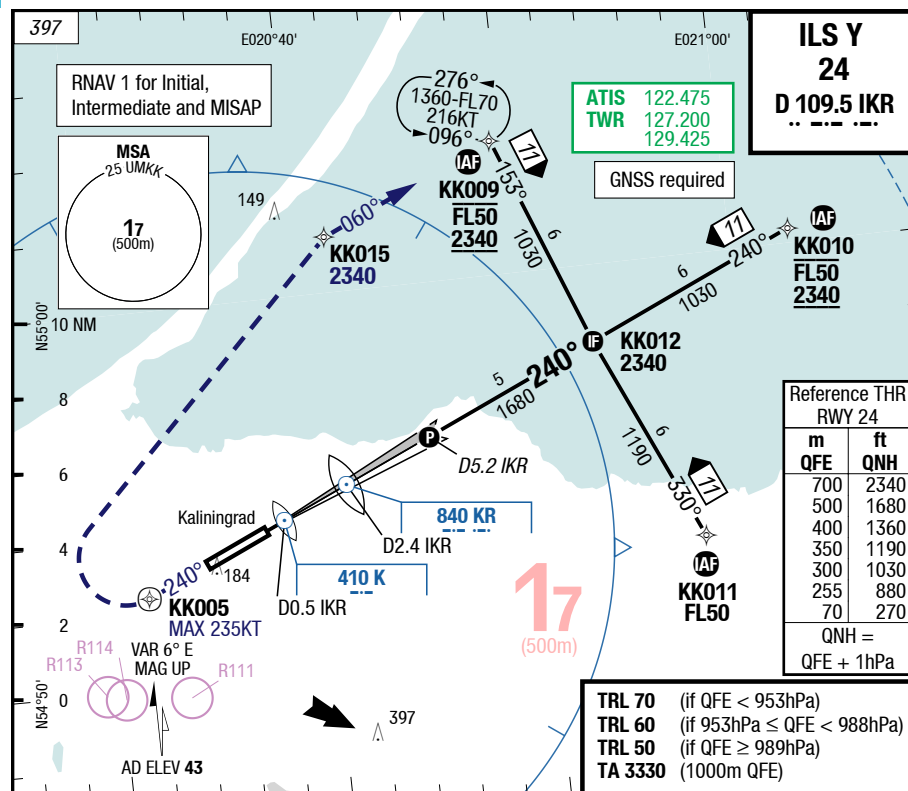 397
E020°40'
E021°00'
ILS Y
24
D 109.5 IKR
RNAV 1 for Initial,
Intermediate and MISAP
276°
1360-FL70
216KT
096°
ATIS 122.475
TWR 127.200
129.425
GNSS required
MSA
25 UMKK
17
(500m)
149
060°
KK015
2340
IAF
KK009
FL50
2340
11
153°
6
1030
11
IAF
KK010
FL50
2340
240°
6
1030
N55°00'
10 NM
8
6
4
2
0
N54°50'
IF
KK012
2340
240°
5
1680
P
D5.2 IKR
6
1190
11
330°
IAF
KK011
FL50
Kaliningrad
840 KR
D2.4 IKR
410 K
D0.5 IKR
184
240°
KK005
MAX 235KT
17
(500m)
R114
R113
R111
VAR 6° E
MAG UP
397
AD ELEV 43
Reference THR
RWY 24
m ft
QFE QNH
700 2340
500 1680
400 1360
350 1190
300 1030
255 880
70 270
QNH =
QFE + 1hPa
TRL 70 (if QFE < 953hPa)
TRL 60 (if 953hPa ≤ QFE < 988hPa)
TRL 50 (if QFE ≥ 989hPa)
TA 3330 (1000m QFE)